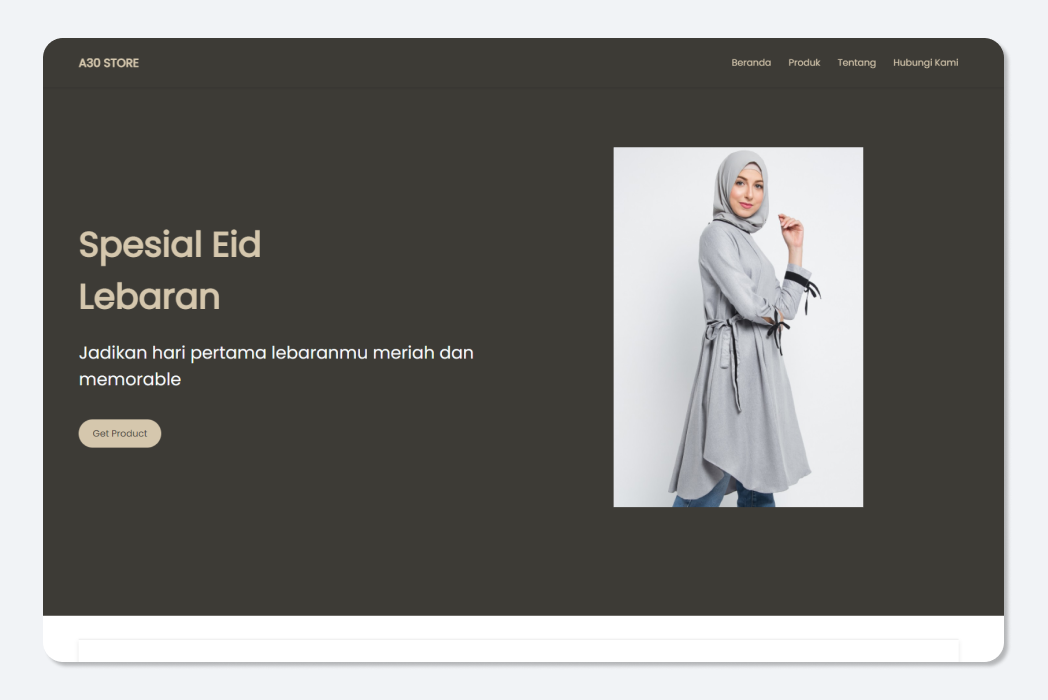 A30 STORE
Beranda Produk Tentang Hubungi Kami
Spesial Eid
Lebaran
Jadikan hari pertama lebaranmu meriah dan
memorable
Get Product